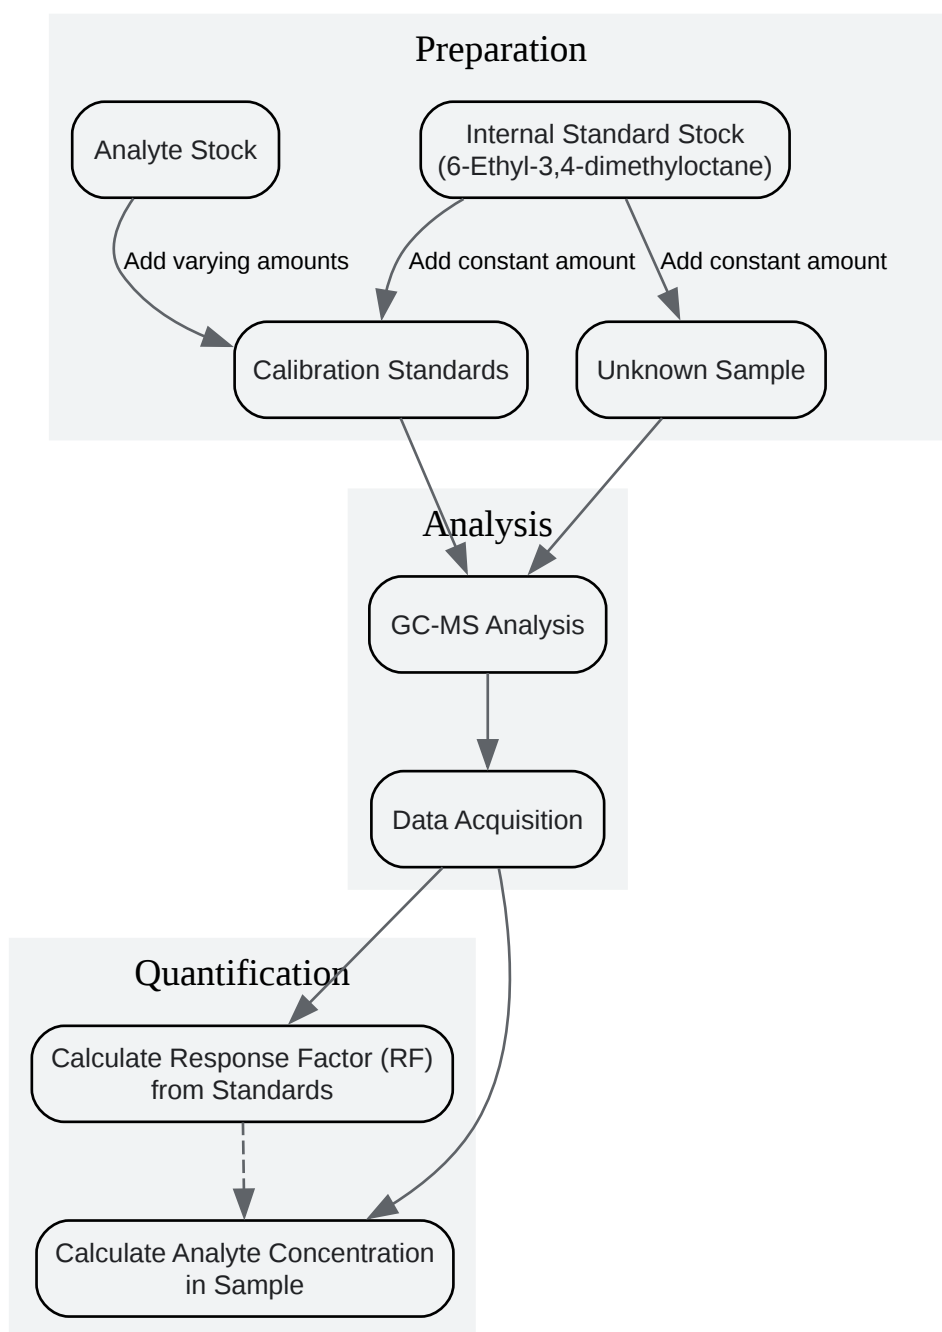 Preparation
Analyte Stock
Internal Standard Stock
(6-Ethyl-3,4-dimethyloctane)
Add varying amounts
Add constant amount
Add constant amount
Calibration Standards
Unknown Sample
Analysis
GC-MS Analysis
Data Acquisition
Quantification
Calculate Response Factor (RF)
from Standards
Calculate Analyte Concentration
in Sample